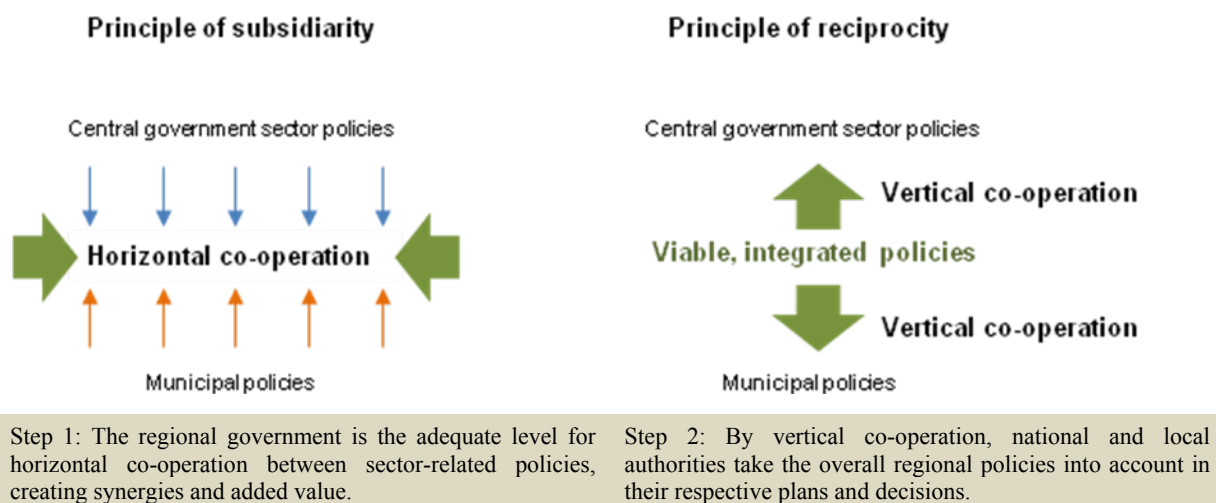 Principle of subsidiarity
Central government sector policies
Horizontal co-operation
Municipal policies
Step 1: The regional government is the adequate level for
horizontal co-operation between sector-related policies,
creating synergies and added value.
Principle of reciprocity
Central government sector policies
Vertical co-operation
Viable, integrated policies
Vertical co-operation
Municipal policies
Step 2: By vertical co-operation, national and local
authorities take the overall regional policies into account in
their respective plans and decisions.